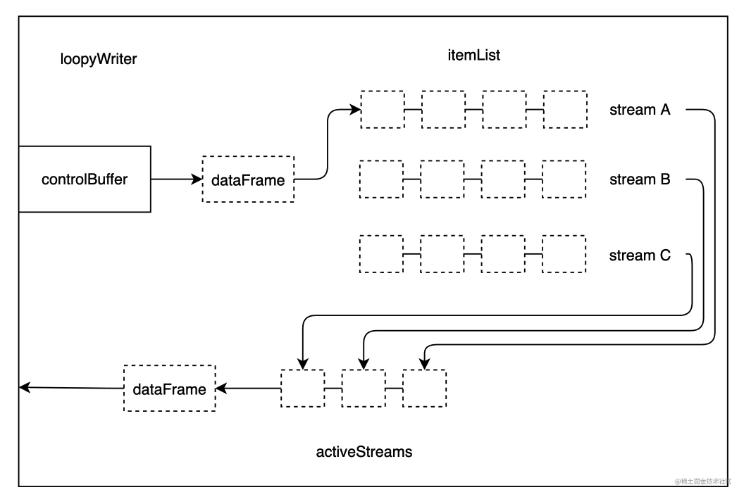 loopyWriter
itemList
stream A
controlBuffer
dataFrame
stream B
stream C
dataFrame
activeStreams
@稀土掘金技术社区